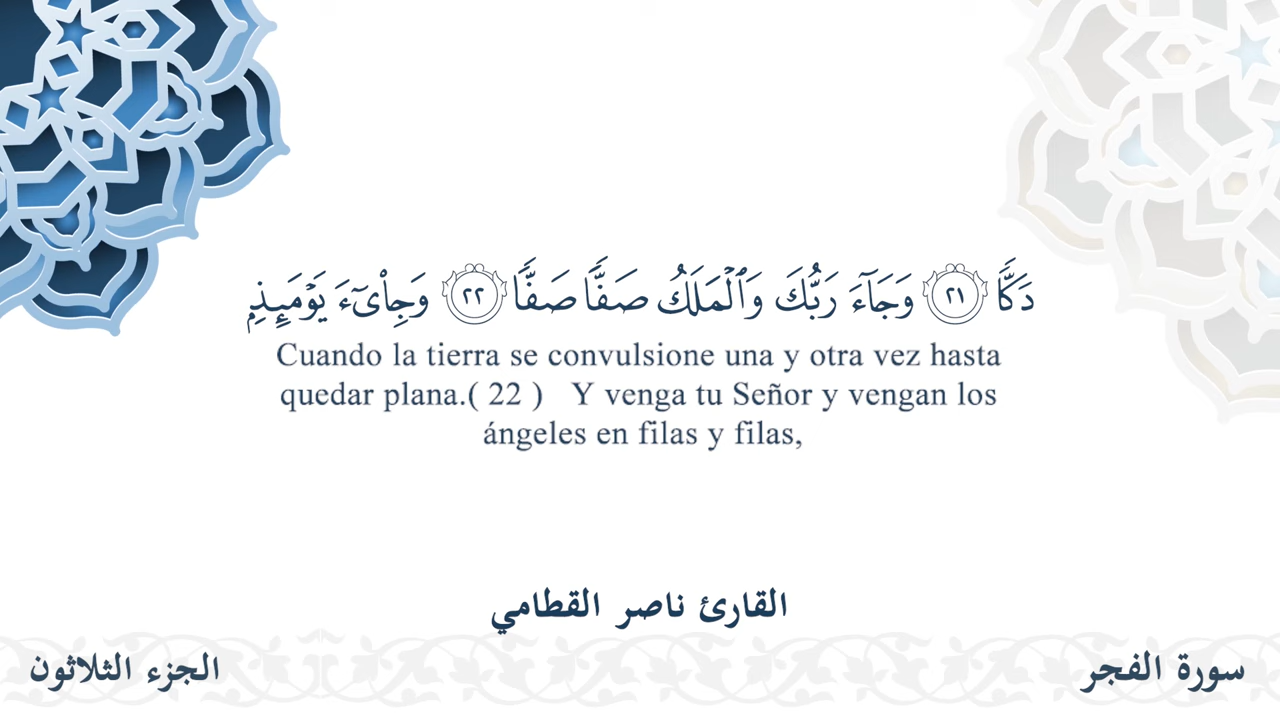 دَكًّا ٢١ وَجَآءَ رَبُّكَ وَٱلْمَلَكُ صَفًّا صَفًّا ٢٢ وَجِا۟ىٓءَ يَوْمَئِذٍۭ
Cuando la tierra se convulsione una y otra vez hasta
quedar plana.( 22 ) Y venga tu Señor y vengan los
ángeles en filas y filas,
القارئ ناصر القطامي
سورة الفجر
الجزء الثلاثون